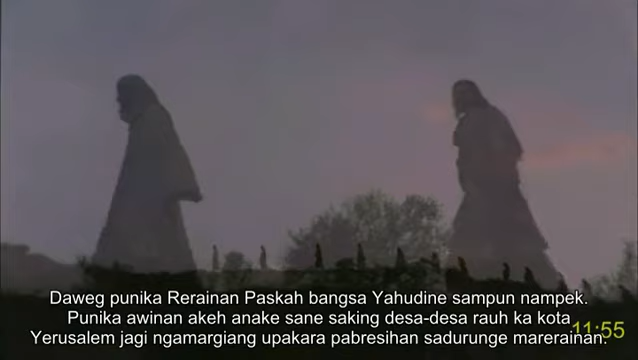 Daweg punika Rerainan Paskah bangsa Yahudine sampun nampek.
Punika awinan akeh anake sane saking desa-desa rauh ka kota
Yerusalem jagi ngamargiang upakara pabresihan sadurunge marerainan.
11:55